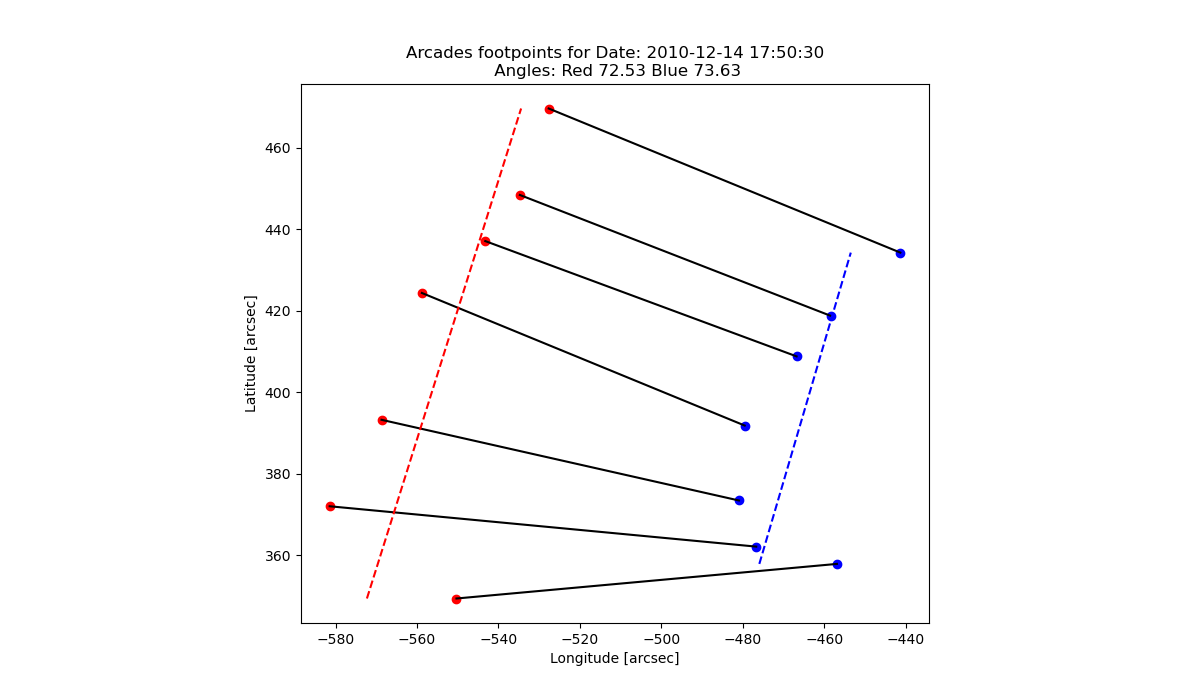 Arcades footpoints for Date: 2010-12-14 17:50:30
Angles: Red 72.53 Blue 73.63
460
440
420
400
380
360
Latitude [arcsec]
−580 −560 −540 −520 −500 −480 −460 −440
Longitude [arcsec]